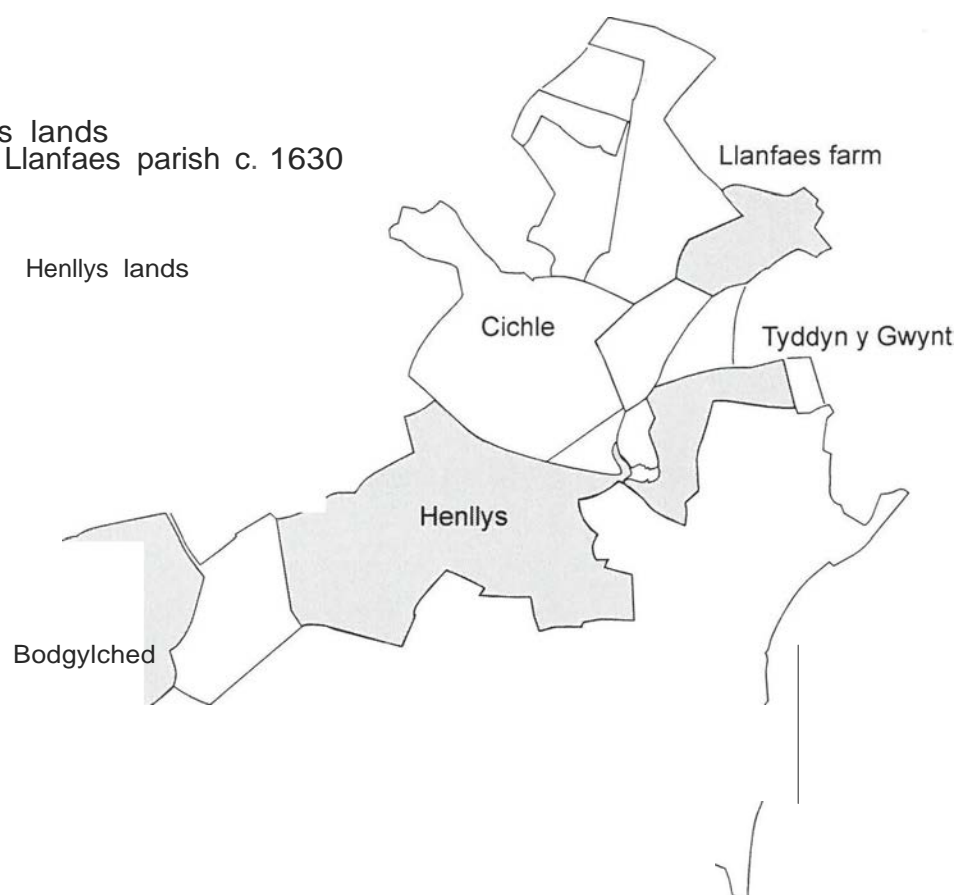 s lands
Llanfaes parish c. 1630
Llanfaes farm
Henllys lands
Cichle
Tyddyn y Gwynt
Henllys
Bodgylched